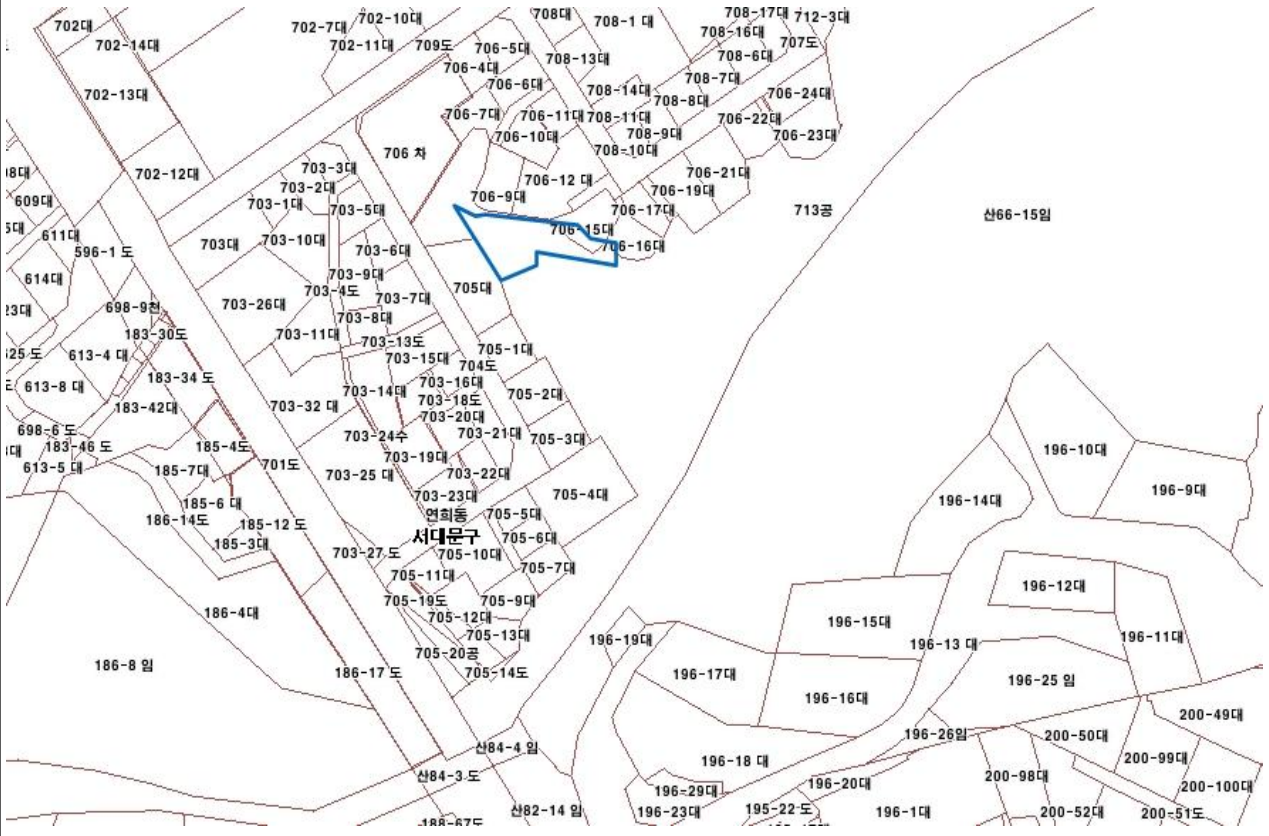 702대
702-14대
702-7대
702-10대
702-11대
709도
708대
708-1 대
708-17대
712-3대
708-16대
707도
706-5대
706-4대
706-6대
708-13대
708-6대
708-7대
702-13대
708-14대
708-8대
706-24대
706-7대
706-11대
708-11대
706-22대
706-10대
708-9대
706-23대
706 차
708-10대
702-12대
703-3대
706-12 대
706-21대
703-2대
706-9대
706-19대
609대
703-1대
703-5대
706-17대
713공
산66-15임
611대
703대
703-10대
706-15대
706-16대
596-1 도
703-6대
614대
703-9대
705대
703-4도
703-7대
703-26대
698-9천
703-8대
183-30도
703-11대
703-13도
705-1대
613-4 대
703-15대
704도
183-34 도
703-16대
613-8 대
703-14대
705-2대
183-42대
703-32 대
703-18도
703-20대
698-6 도
703-24수
703-21대
705-3대
183-46 도
185-4도
196-10대
703-19대
613-5 대
185-7대
701도
703-25 대
703-22대
196-9대
703-23대
705-4대
196-14대
185-6 대
연희동
705-5대
186-14도
185-12 도
서대문구
705-6대
185-3대
703-27 도
705-10대
705-7대
705-11대
196-12대
705-19도
705-9대
186-4대
705-12대
196-15대
705-13대
196-19대
196-13 대
196-11대
705-20공
186-8 임
186-17 도
705-14도
196-17대
196-25 임
196-16대
200-49대
산84-4 임
196-26임
200-50대
196-18 대
200-99대
산84-3 도
196-20대
200-98대
200-100대
196-29대
산82-14 임
196-23대
195-22 도
196-1대
200-52대
200-51도
188-67도